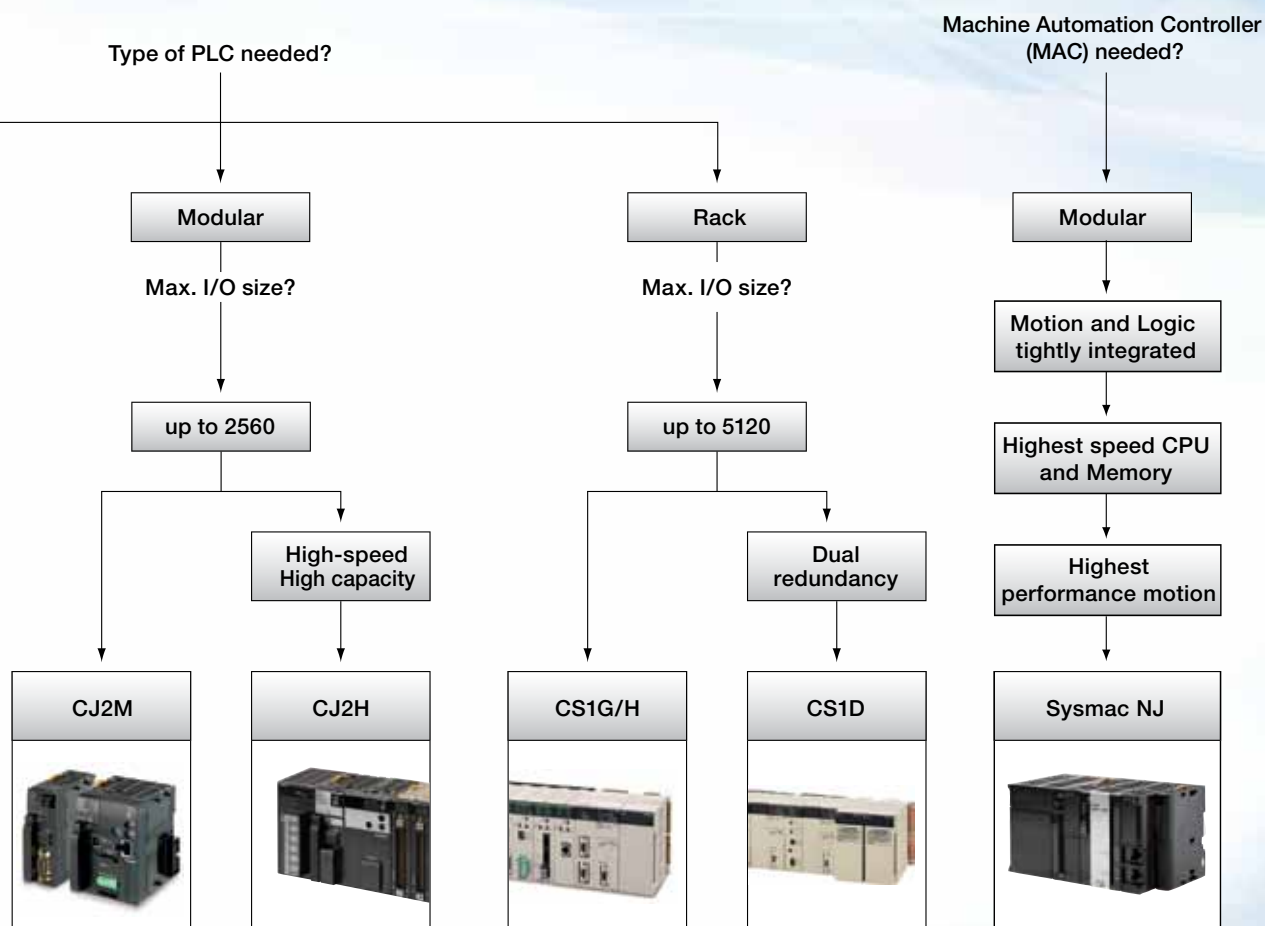 Type of PLC needed?
Machine Automation Controller
(MAC) needed?
Modular
Rack
Modular
Max. I/O size?
Max. I/O size?
Motion and Logic
tightly integrated
up to 2560
up to 5120
Highest speed CPU
and Memory
High-speed
High capacity
Dual
redundancy
Highest
performance motion
CJ2M
CJ2H
CS1G/H
CS1D
Sysmac NJ